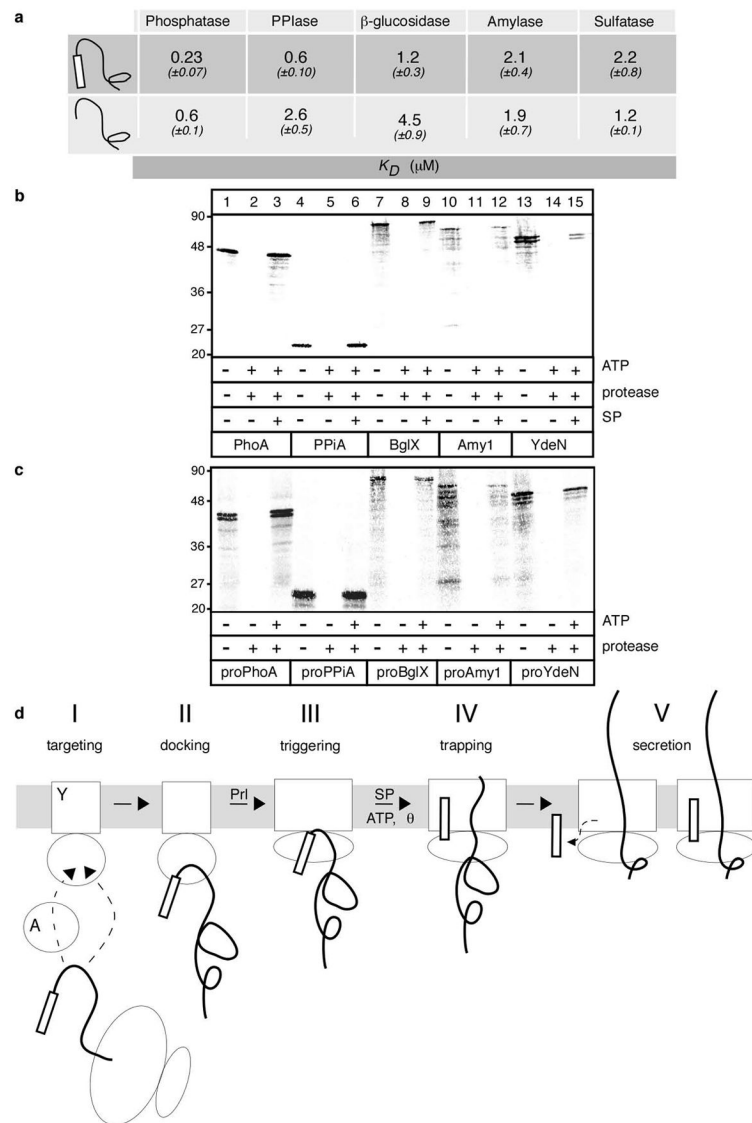 a
Phosphatase PPIase β-glucosidase Amylase Sulfatase
0.23 0.6 1.2 2.1 2.2
(±0.07) (±0.10) (±0.3) (±0.4) (±0.8)
0.6 2.6 4.5 1.9 1.2
(±0.1) (±0.5) (±0.9) (±0.7) (±0.1)
K_D (μM)
b
1 2 3 4 5 6 7 8 9 10 11 12 13 14 15
90
48
36
27
20
- + + - + + - + + - + + - + + ATP
- + + - + + - + + - + + - + + protease
- + - + - + - + - + SP
PhoA PPiA BglX Amy1 YdeN
c
90
48
36
27
20
- - + - - + - - + - - + - - + ATP
- + + - + + - + + - + + - + + protease
proPhoA proPPiA proBglX proAmy1 proYdeN
d
I II III IV V
targeting docking triggering trapping secretion
Y
Prl
SP
ATP, θ
A